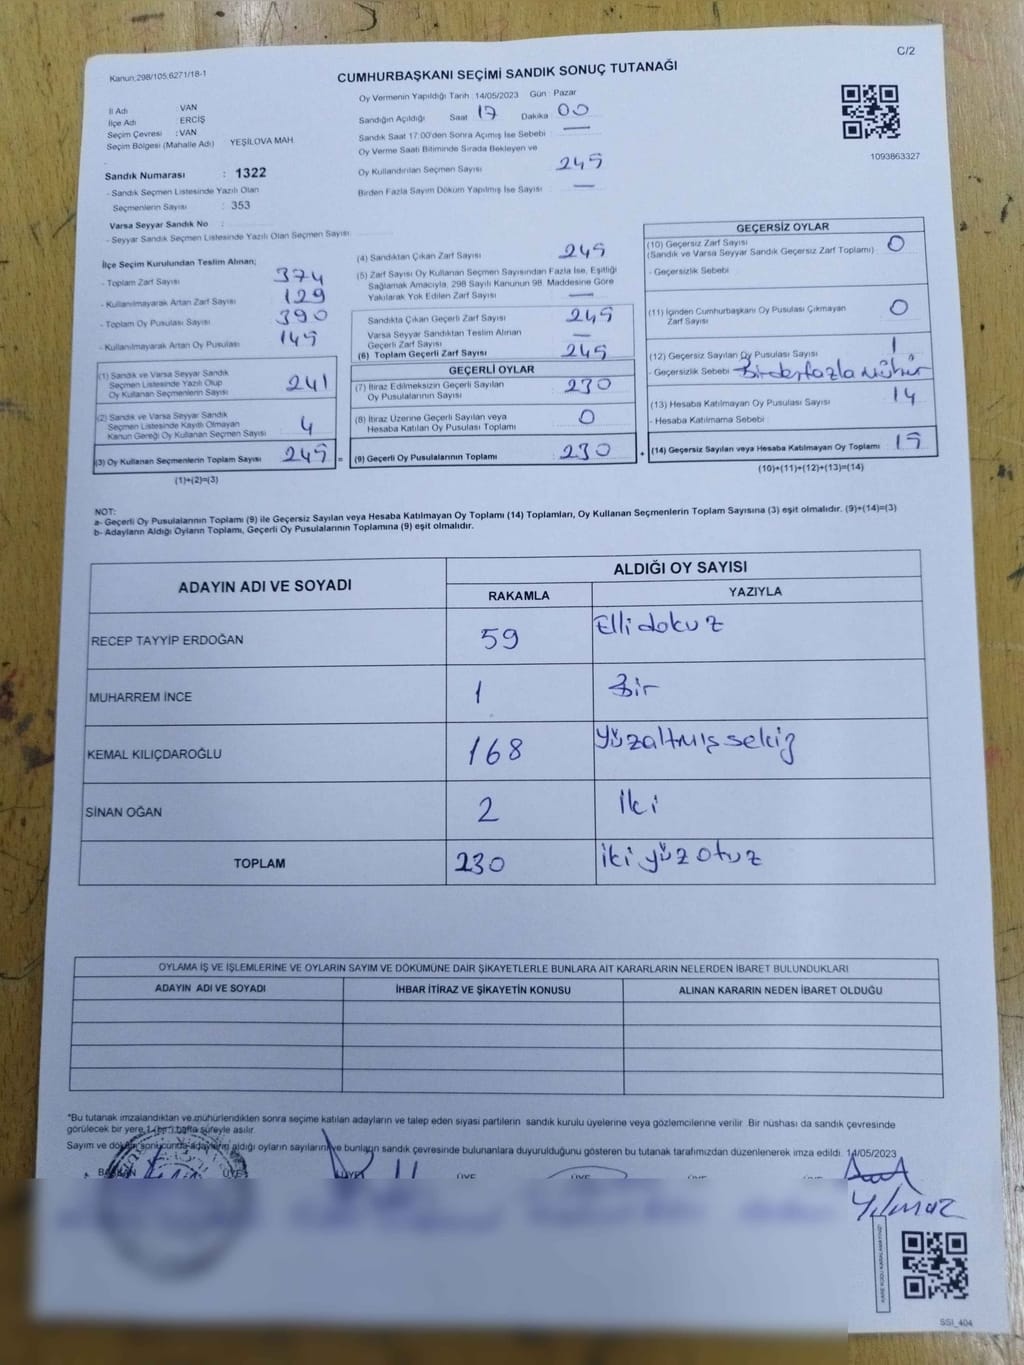 C/2
Kanun:298/105,6271/18-1
CUMHURBAŞKANI SEÇİMİ SANDIK SONUÇ TUTANAĞI
İl Adı : VAN
İlçe Adı : ERCİŞ
Seçim Çevresi : VAN
Seçim Bölgesi (Mahalle Adı) YEŞİLOVA MAH
Sandık Numarası : 1322
- Sandık Seçmen Listesinde Yazılı Olan
Seçmenlerin Sayısı : 353
Varsa Seyyar Sandık No :
- Seyyar Sandık Seçmen Listesinde Yazılı Olan Seçmen Sayısı
Oy Vermenin Yapıldığı Tarih : 14/05/2023 Gün : Pazar
Sandığın Açıldığı Saat 17 Dakika 00
Sandık Saat 17:00'den Sonra Açımış İse Sebebi —
Oy Verme Saati Bitiminde Sırada Bekleyen ve
Oy Kullandırılan Seçmen Sayısı 245
Birden Fazla Sayım Döküm Yapılmış İse Sayısı —
1093863327
İlçe Seçim Kurulundan Teslim Alınan;
- Toplam Zarf Sayısı 374
- Kullanılmayarak Artan Zarf Sayısı 129
- Toplam Oy Pusulası Sayısı 390
- Kullanılmayarak Artan Oy Pusulası 145
(1) Sandık ve Varsa Seyyar Sandık
Seçmen Listesinde Yazılı Olup
Oy Kullanan Seçmenlerin Sayısı 241
(2) Sandık ve Varsa Seyyar Sandık
Seçmen Listesinde Kayıtlı Olmayan
Kanun Gereği Oy Kullanan Seçmen Sayısı 4
(3) Oy Kullanan Seçmenlerin Toplam Sayısı 245 =
(1)+(2)=(3)
(4) Sandıktan Çıkan Zarf Sayısı 245
(5) Zarf Sayısı Oy Kullanan Seçmen Sayısından Fazla İse, Eşitliği
Sağlamak Amacıyla, 298 Sayılı Kanunun 98. Maddesine Göre
Yakılarak Yok Edilen Zarf Sayısı —
Sandıkta Çıkan Geçerli Zarf Sayısı 245
Varsa Seyyar Sandıktan Teslim Alınan
Geçerli Zarf Sayısı —
(6) Toplam Geçerli Zarf Sayısı 245
GEÇERLİ OYLAR
(7) İtiraz Edilmeksizin Geçerli Sayılan
Oy Pusulalarının Sayısı 230
(8) İtiraz Üzerine Geçerli Sayılan veya
Hesaba Katılan Oy Pusulası Toplamı 0
(9) Geçerli Oy Pusulalarının Toplamı 230 +
GEÇERSİZ OYLAR
(10) Geçersiz Zarf Sayısı 0
(Sandık ve Varsa Seyyar Sandık Geçersiz Zarf Toplamı)
- Geçersizlik Sebebi
(11) İçinden Cumhurbaşkanı Oy Pusulası Çıkmayan
Zarf Sayısı 0
(12) Geçersiz Sayılan Oy Pusulası Sayısı 1
- Geçersizlik Sebebi Birden fazla mühür
(13) Hesaba Katılmayan Oy Pusulası Sayısı 14
- Hesaba Katılmama Sebebi
(14) Geçersiz Sayılan veya Hesaba Katılmayan Oy Toplamı 15
(10)+(11)+(12)+(13)=(14)
NOT:
a- Geçerli Oy Pusulalarının Toplamı (9) ile Geçersiz Sayılan veya Hesaba Katılmayan Oy Toplamı (14) Toplamları, Oy Kullanan Seçmenlerin Toplam Sayısına (3) eşit olmalıdır. (9)+(14)=(3)
b- Adayların Aldığı Oyların Toplamı, Geçerli Oy Pusulalarının Toplamına (9) eşit olmalıdır.
ADAYIN ADI VE SOYADI ALDIĞI OY SAYISI
RAKAMLA YAZIYLA
RECEP TAYYİP ERDOĞAN 59 Elli dokuz
MUHARREM İNCE 1 Bir
KEMAL KILIÇDAROĞLU 168 Yüzaltmış sekiz
SİNAN OĞAN 2 İki
TOPLAM 230 İki yüz otuz
OYLAMA İŞ VE İŞLEMLERİNE VE OYLARIN SAYIM VE DÖKÜMÜNE DAİR ŞİKAYETLERLE BUNLARA AİT KARARLARIN NELERDEN İBARET BULUNDUKLARI
ADAYIN ADI VE SOYADI İHBAR İTİRAZ VE ŞİKAYETİN KONUSU ALINAN KARARIN NEDEN İBARET OLDUĞU
*Bu tutanak imzalandıktan ve mühürlendikten sonra seçime katılan adayların ve talep eden siyasi partilerin sandık kurulu üyelerine veya gözlemcilerine verilir. Bir nüshası da sandık çevresinde
görülecek bir yere 1 (bir) hafta süreyle asılır.
Sayım ve döküm sonucunda adayların aldığı oyların sayılarını ve bunların sandık çevresinde bulunanlara duyurulduğunu gösteren bu tutanak tarafımızdan düzenlenerek imza edildi. 14/05/2023
BAŞKAN ÜYE ÜYE ÜYE ÜYE
Yılmaz
SSI_404